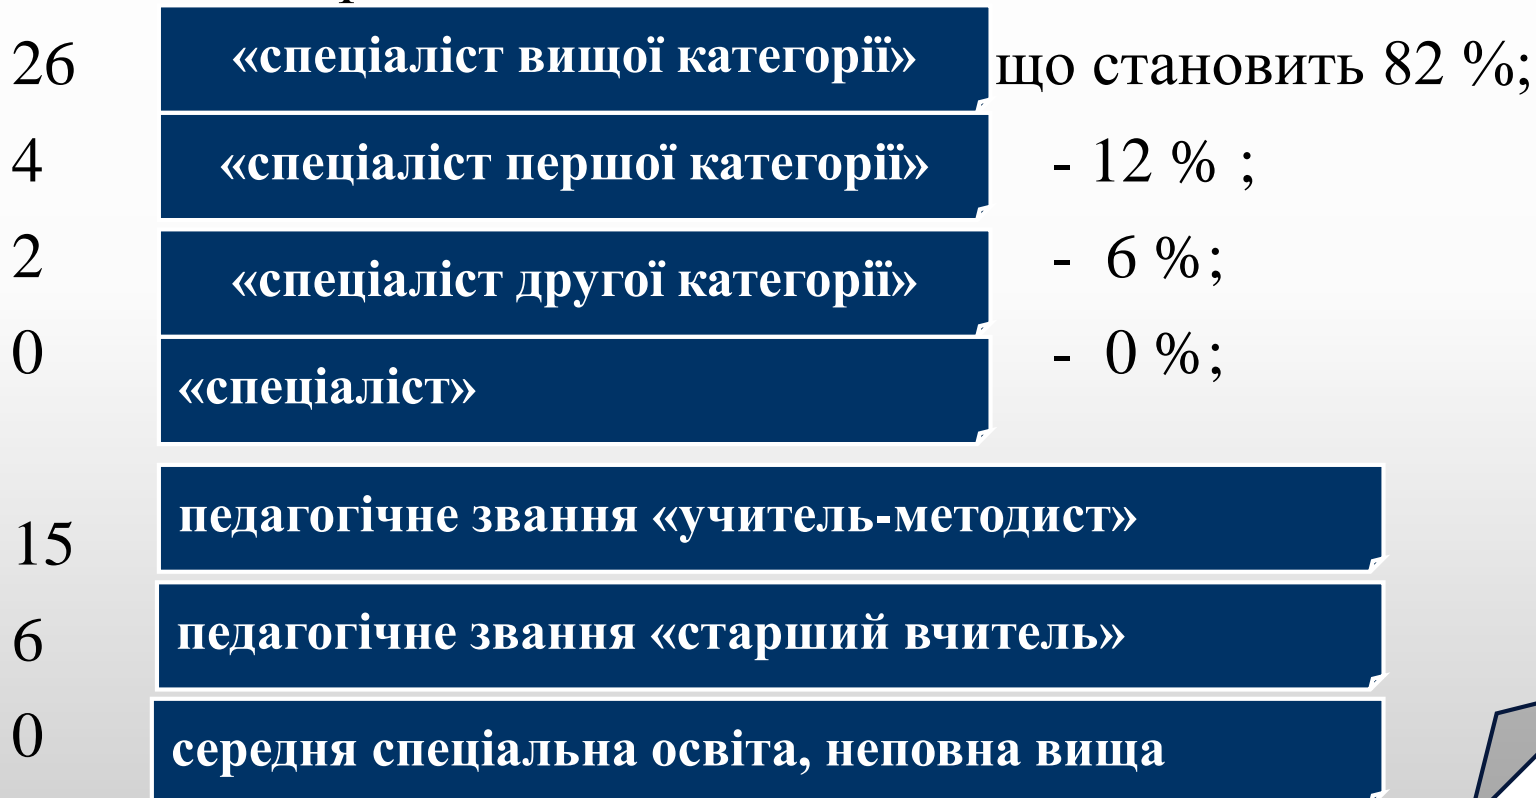 26 «спеціаліст вищої категорії» що становить 82 %;
4 «спеціаліст першої категорії» - 12 % ;
2 «спеціаліст другої категорії» - 6 %;
0 «спеціаліст» - 0 %;
15 педагогічне звання «учитель-методист»
6 педагогічне звання «старший вчитель»
0 середня спеціальна освіта, неповна вища